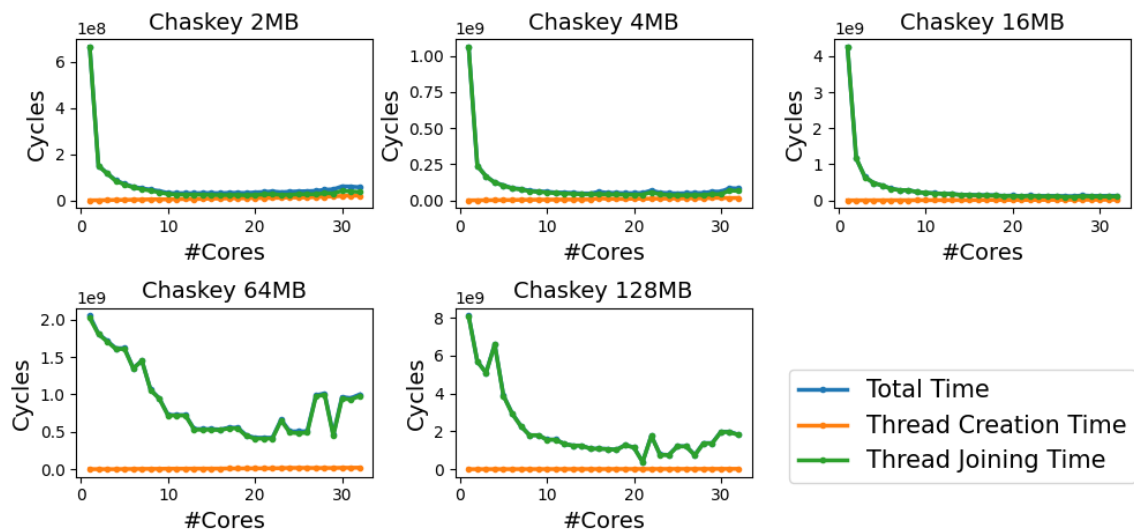 Chaskey 2MB
1e8
6
4
2
0
Cycles
10
20
30
0
#Cores
Chaskey 4MB
1e9
1.00
0.75
0.50
0.25
0.00
Cycles
0
10
20
30
#Cores
Chaskey 16MB
1e9
4
3
2
1
0
Cycles
0
10
20
30
#Cores
Chaskey 64MB
1e9
2.0
1.5
1.0
0.5
0.0
Cycles
0
10
20
30
#Cores
Chaskey 128MB
1e9
8
6
4
2
0
Cycles
0
10
20
30
#Cores
Total Time
Thread Creation Time
Thread Joining Time